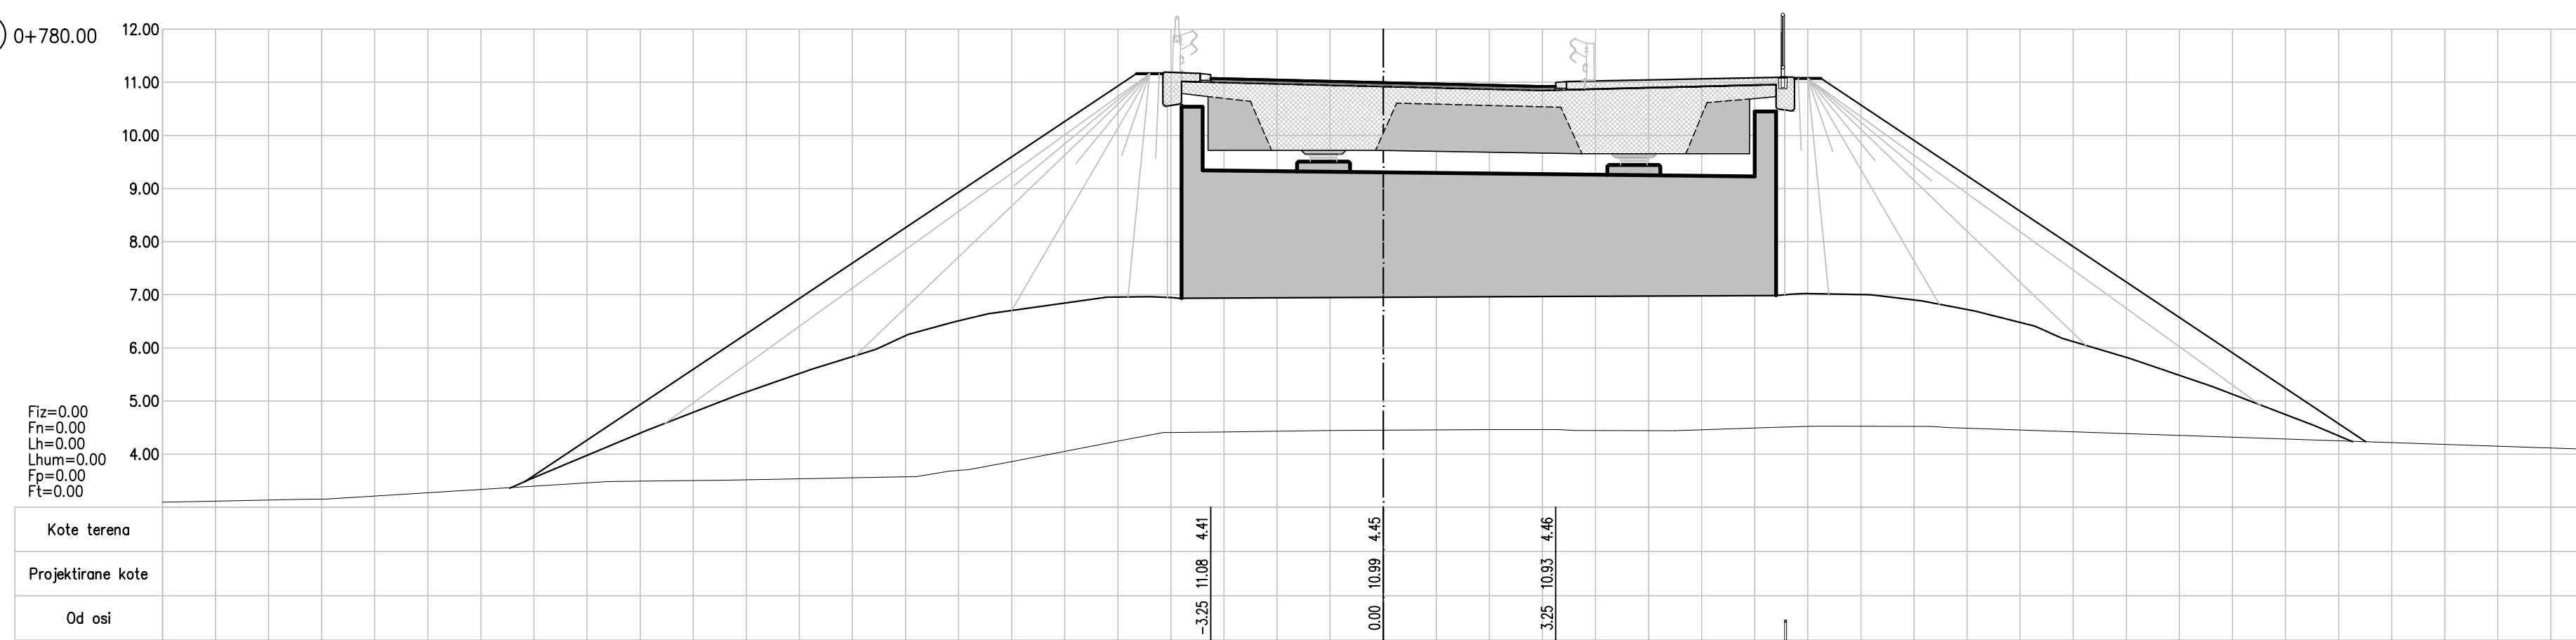 0+780.00
12.00
11.00
10.00
9.00
8.00
7.00
6.00
5.00
4.00
Fiz=0.00
Fn=0.00
Lh=0.00
Lhum=0.00
Fp=0.00
Ft=0.00
Kote terena 4.41 4.45 4.46
Projektirane kote 11.08 10.99 10.93
Od osi -3.25 0.00 3.25